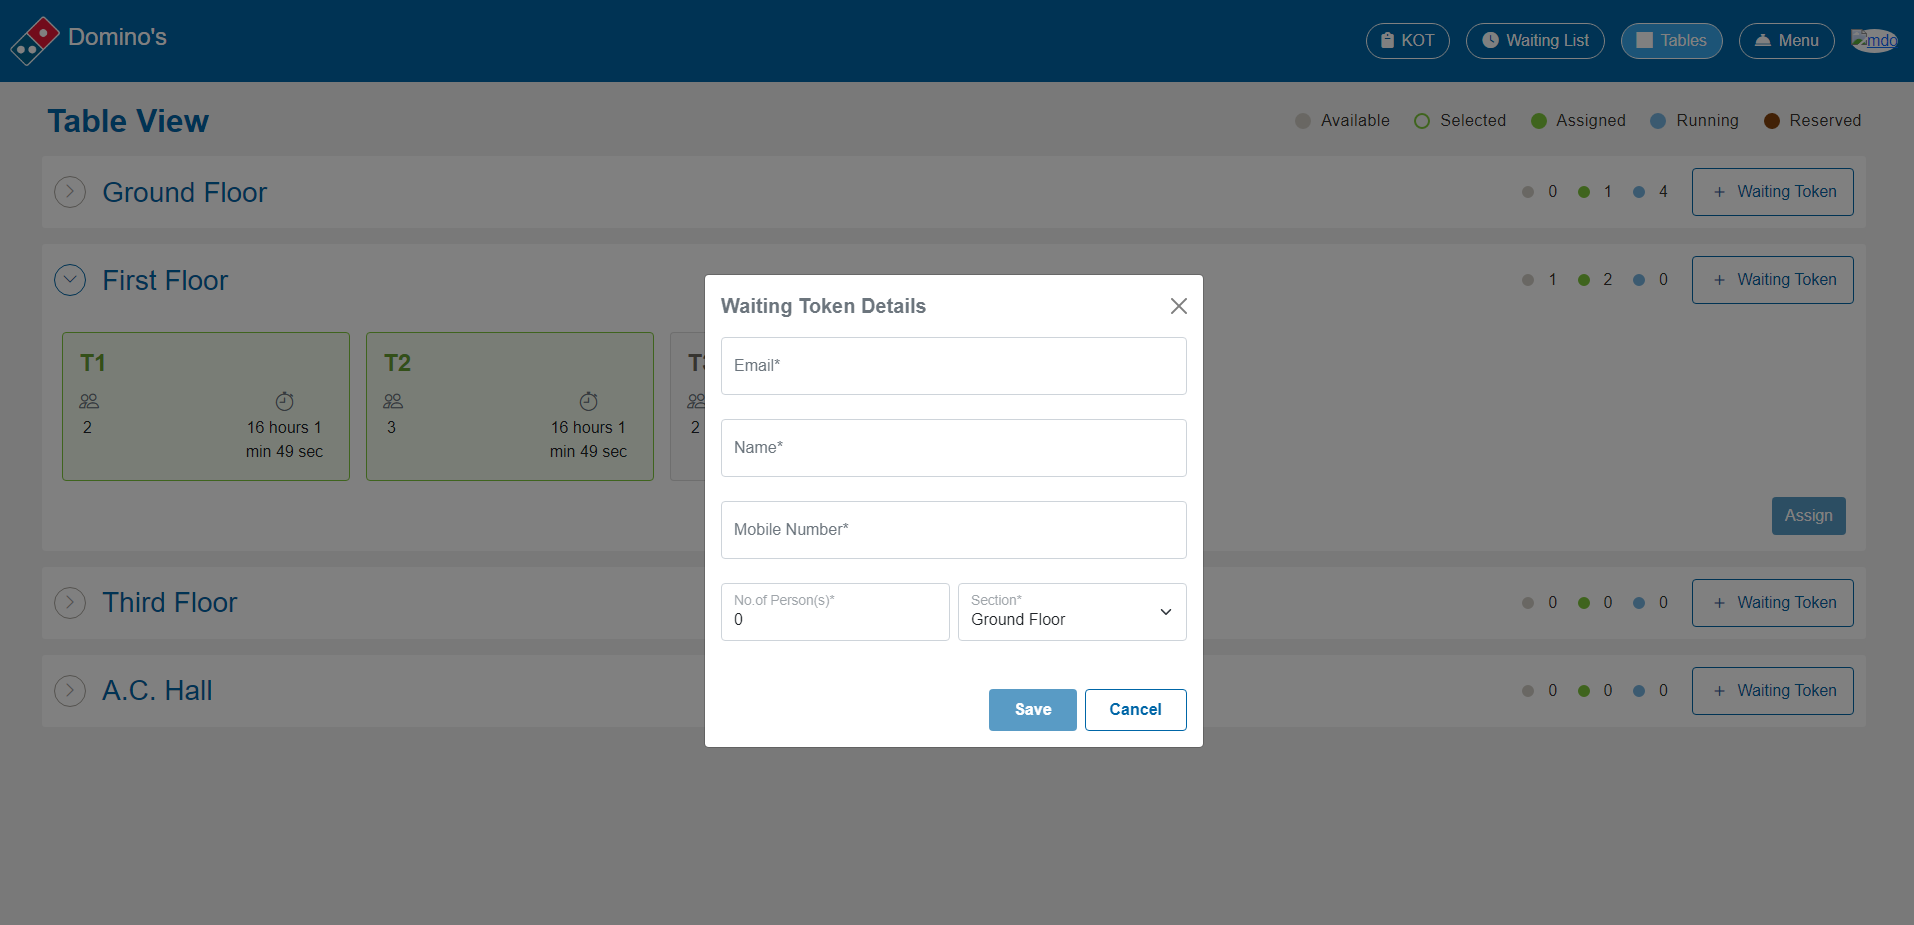 Domino's
KOT
Waiting List
Tables
Menu
mdo
Table View
Available
Selected
Assigned
Running
Reserved
Ground Floor
0 1 4
+ Waiting Token
First Floor
1 2 0
+ Waiting Token
T1
2
16 hours 1
min 49 sec
T2
3
16 hours 1
min 49 sec
2
Assign
Third Floor
0 0 0
+ Waiting Token
A.C. Hall
0 0 0
+ Waiting Token
Waiting Token Details
Email*
Name*
Mobile Number*
No.of Person(s)*
0
Section*
Ground Floor
Save
Cancel